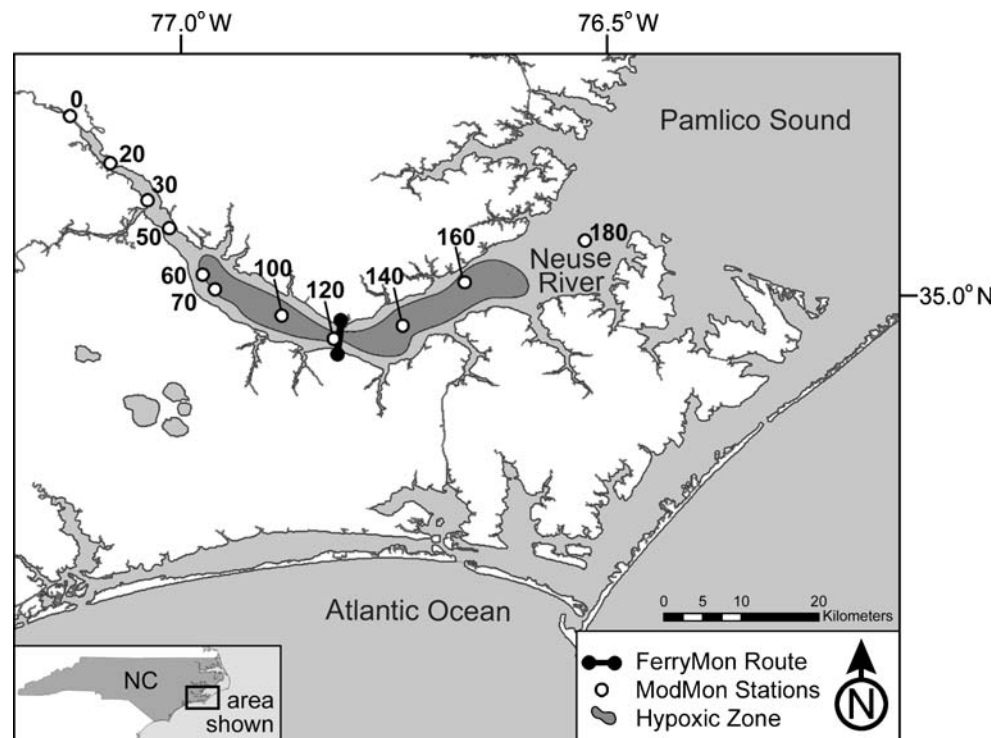 77.0°W
76.5°W
0
Pamlico Sound
20
30
50
160
180
Neuse
River
60
100
140
70
120
35.0°N
0 5 10 20
Kilometers
Atlantic Ocean
NC
area
shown
FerryMon Route
ModMon Stations
Hypoxic Zone
N